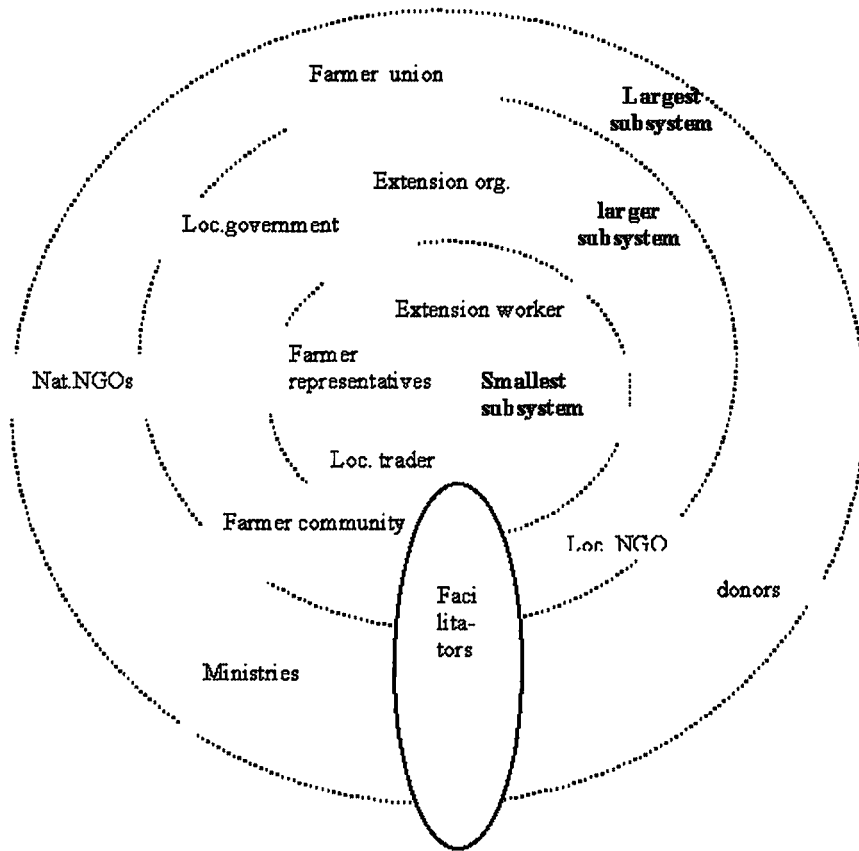 Farmer union
Largest
subsystem
Extension org.
larger
subsystem
Loc.government
Extension worker
Farmer
representatives
Nat.NGOs
Smallest
subsystem
Loc. trader
Farmer community
Loc. NGO
Faci
lita-
tors
donors
Ministries